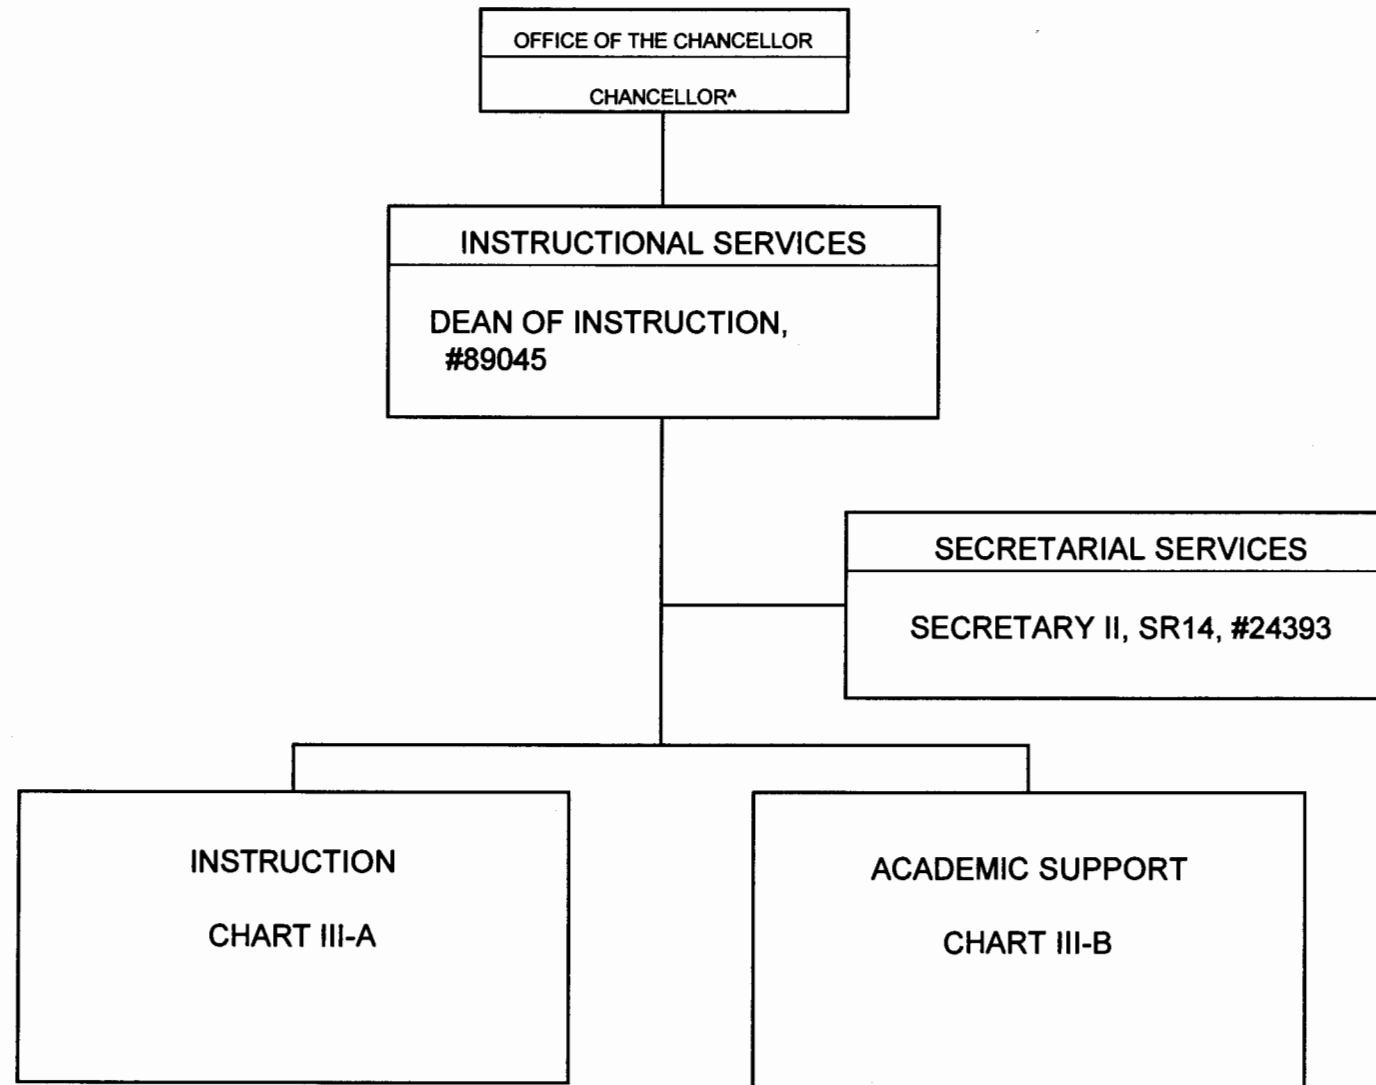 OFFICE OF THE CHANCELLOR
CHANCELLOR^
INSTRUCTIONAL SERVICES
DEAN OF INSTRUCTION,
#89045
SECRETARIAL SERVICES
SECRETARY II, SR14, #24393
INSTRUCTION
CHART III-A
ACADEMIC SUPPORT
CHART III-B